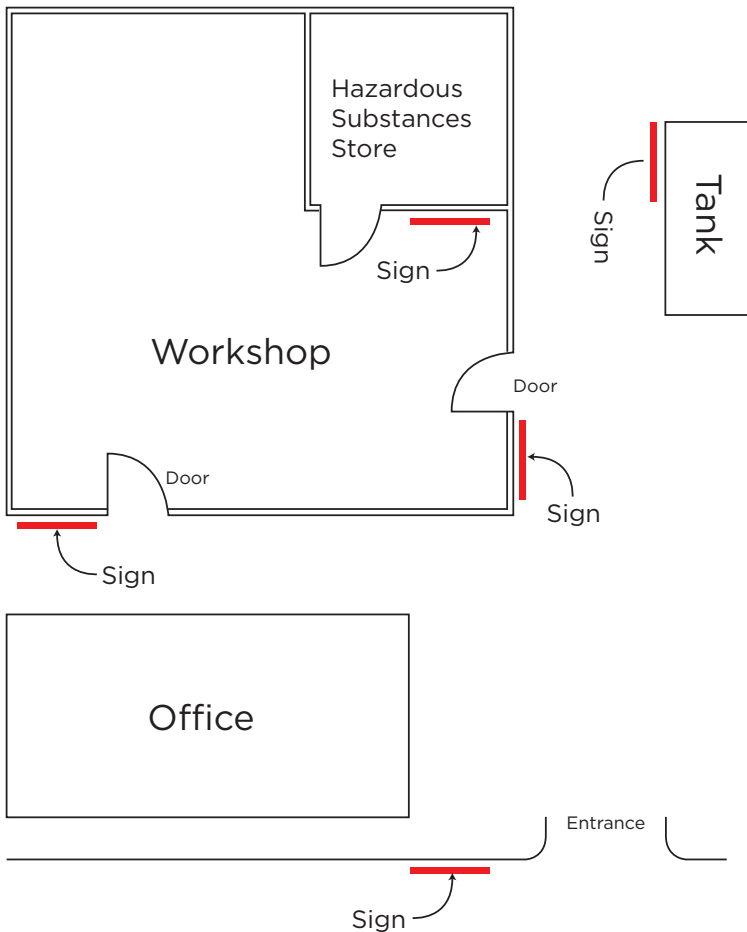 Hazardous
Substances
Store
Tank
Sign
Sign
Workshop
Door
Door
Sign
Sign
Office
Entrance
Sign